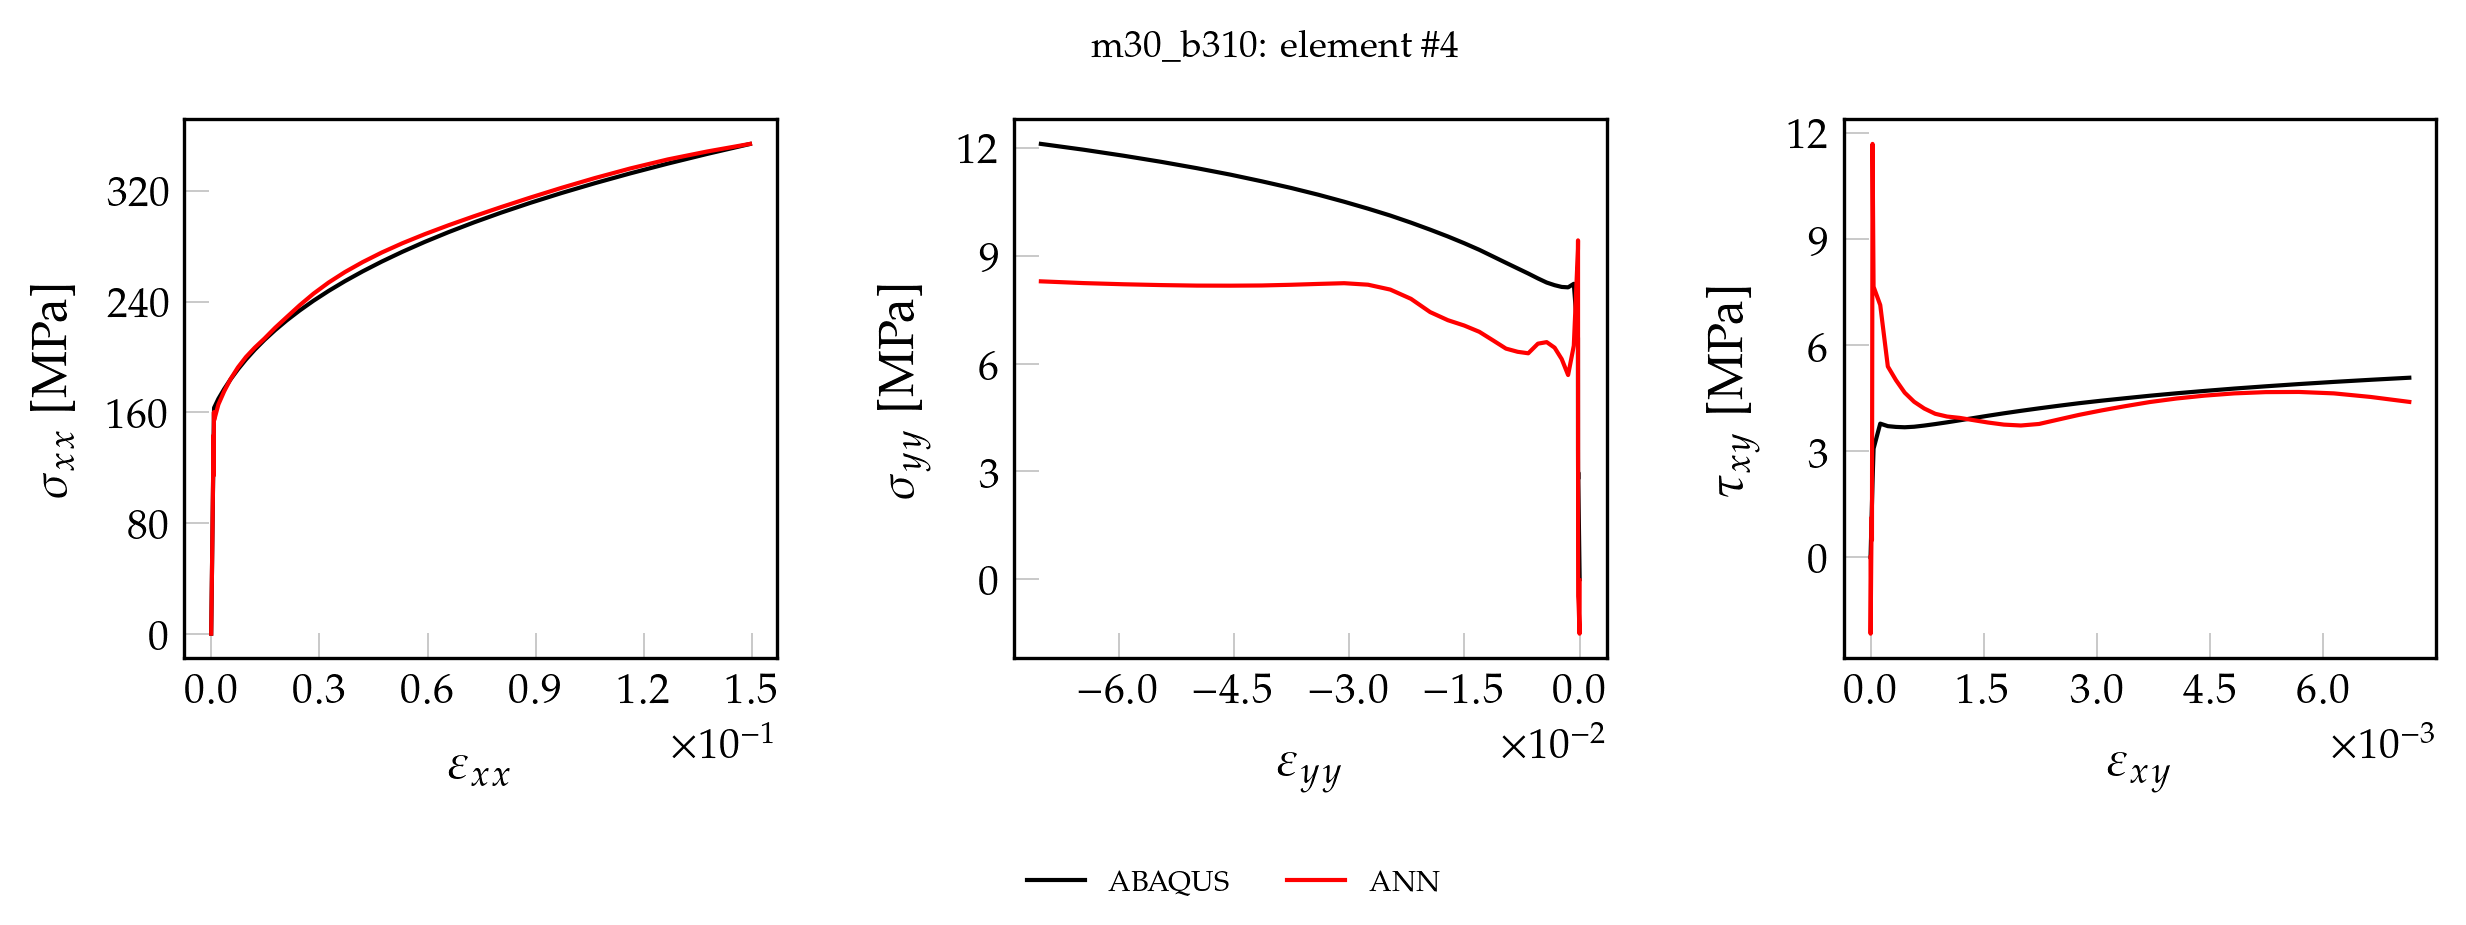 m30_b310: element #4
σxx [MPa]
320
240
160
80
0
0.0 0.3 0.6 0.9 1.2 1.5
×10⁻¹
εxx
σyy [MPa]
12
9
6
3
0
−6.0 −4.5 −3.0 −1.5 0.0
×10⁻²
εyy
τxy [MPa]
12
9
6
3
0
0.0 1.5 3.0 4.5 6.0
×10⁻³
εxy
ABAQUS ANN